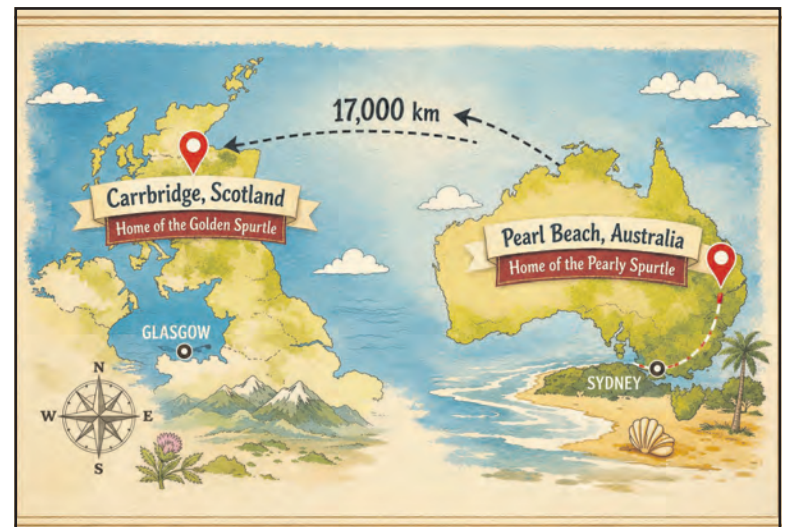 17,000 km
Carrbridge, Scotland
Home of the Golden Spurtle
Pearl Beach, Australia
Home of the Pearly Spurtle
GLASGOW
SYDNEY
N
W
E
S